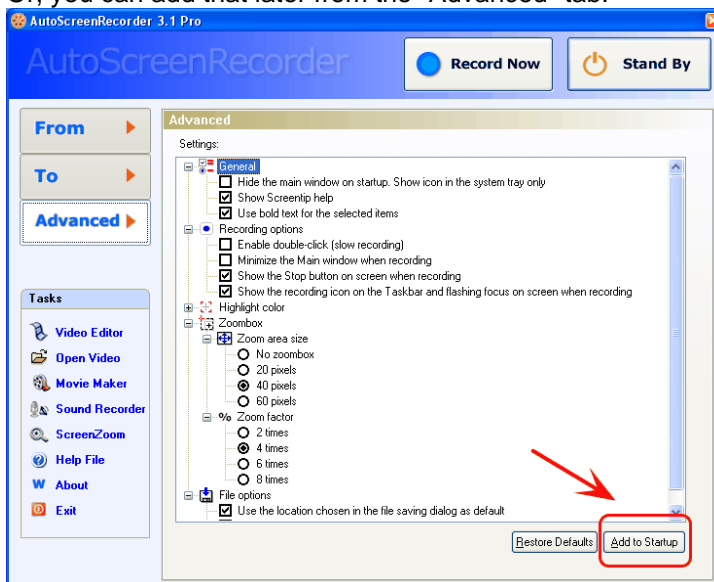 Or, you can add that later from the "Advanced" tab.
AutoScreenRecorder 3.1 Pro
AutoScreenRecorder
Record Now
Stand By
From
To
Advanced
Advanced
Settings:
General
Hide the main window on startup. Show icon in the system tray only
Show Screentip help
Use bold text for the selected items
Recording options
Enable double-click (slow recording)
Minimize the Main window when recording
Show the Stop button on screen when recording
Show the recording icon on the Taskbar and flashing focus on screen when recording
Highlight color
Zoombox
Zoom area size
No zoombox
20 pixels
40 pixels
60 pixels
% Zoom factor
2 times
4 times
6 times
8 times
File options
Use the location chosen in the file saving dialog as default
Tasks
Video Editor
Open Video
Movie Maker
Sound Recorder
ScreenZoom
Help File
About
Exit
Restore Defaults
Add to Startup